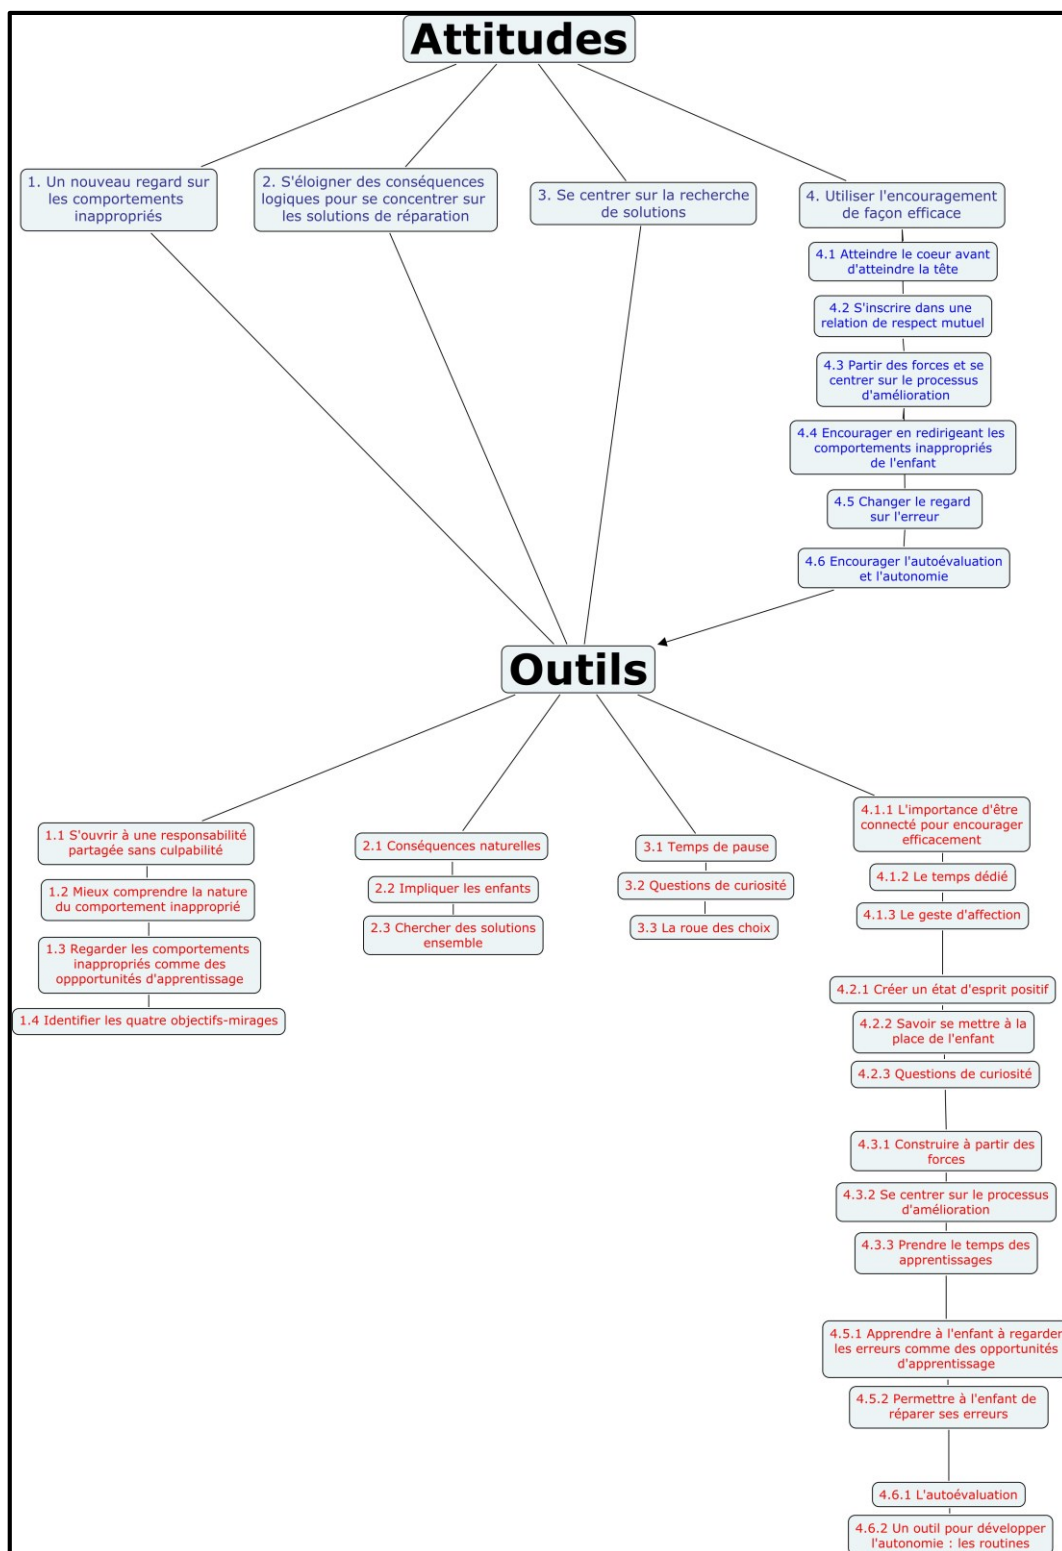 Attitudes
1. Un nouveau regard sur
les comportements
inappropriés
2. S'éloigner des conséquences
logiques pour se concentrer sur
les solutions de réparation
3. Se centrer sur la recherche
de solutions
4. Utiliser l'encouragement
de façon efficace
4.1 Atteindre le coeur avant
d'atteindre la tête
4.2 S'inscrire dans une
relation de respect mutuel
4.3 Partir des forces et se
centrer sur le processus
d'amélioration
4.4 Encourager en redirigeant les
comportements inappropriés
de l'enfant
4.5 Changer le regard
sur l'erreur
4.6 Encourager l'autoévaluation
et l'autonomie
Outils
1.1 S'ouvrir à une responsabilité
partagée sans culpabilité
1.2 Mieux comprendre la nature
du comportement inapproprié
1.3 Regarder les comportements
inappropriés comme des
oppportunités d'apprentissage
1.4 Identifier les quatre objectifs-mirages
2.1 Conséquences naturelles
2.2 Impliquer les enfants
2.3 Chercher des solutions
ensemble
3.1 Temps de pause
3.2 Questions de curiosité
3.3 La roue des choix
4.1.1 L'importance d'être
connecté pour encourager
efficacement
4.1.2 Le temps dédié
4.1.3 Le geste d'affection
4.2.1 Créer un état d'esprit positif
4.2.2 Savoir se mettre à la
place de l'enfant
4.2.3 Questions de curiosité
4.3.1 Construire à partir des
forces
4.3.2 Se centrer sur le processus
d'amélioration
4.3.3 Prendre le temps des
apprentissages
4.5.1 Apprendre à l'enfant à regarder
les erreurs comme des opportunités
d'apprentissage
4.5.2 Permettre à l'enfant de
réparer ses erreurs
4.6.1 L'autoévaluation
4.6.2 Un outil pour développer
l'autonomie : les routines